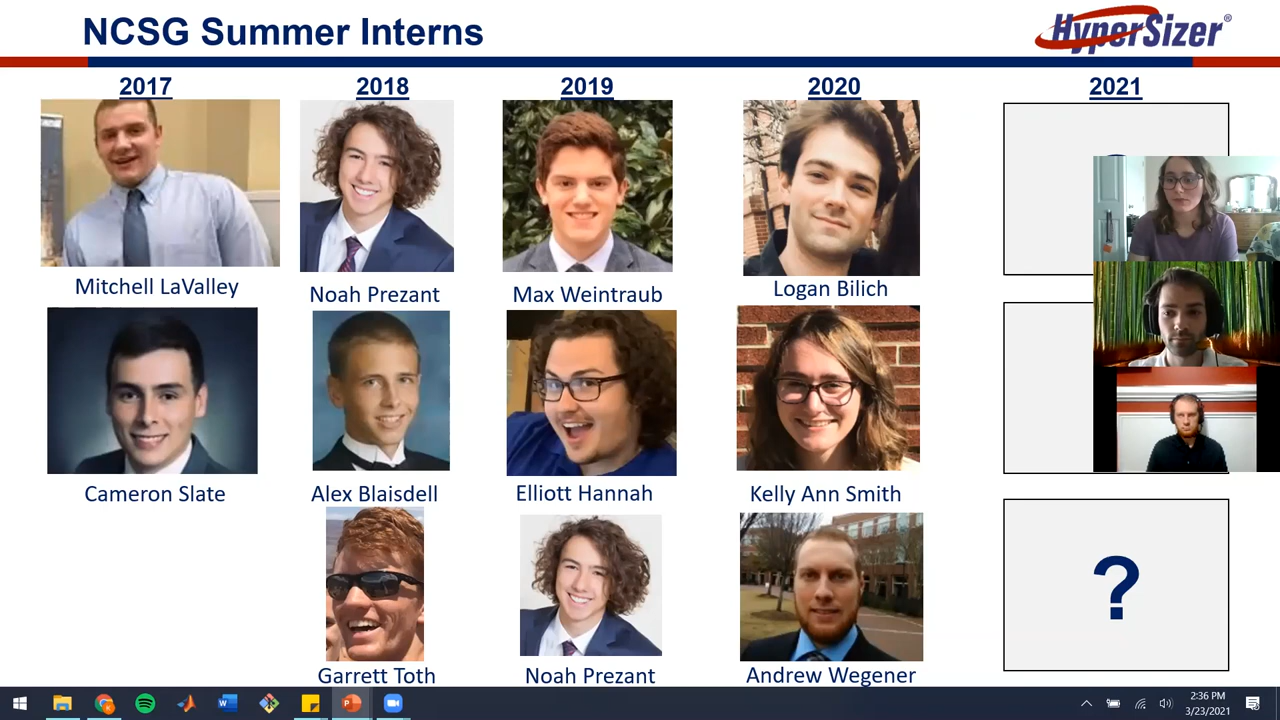 NCSG Summer Interns
HyperSizer®
2017
2018
2019
2020
2021
Mitchell LaValley
Noah Prezant
Max Weintraub
Logan Bilich
Cameron Slate
Alex Blaisdell
Elliott Hannah
Kelly Ann Smith
?
Garrett Toth
Noah Prezant
Andrew Wegener
2:36 PM
3/23/2021